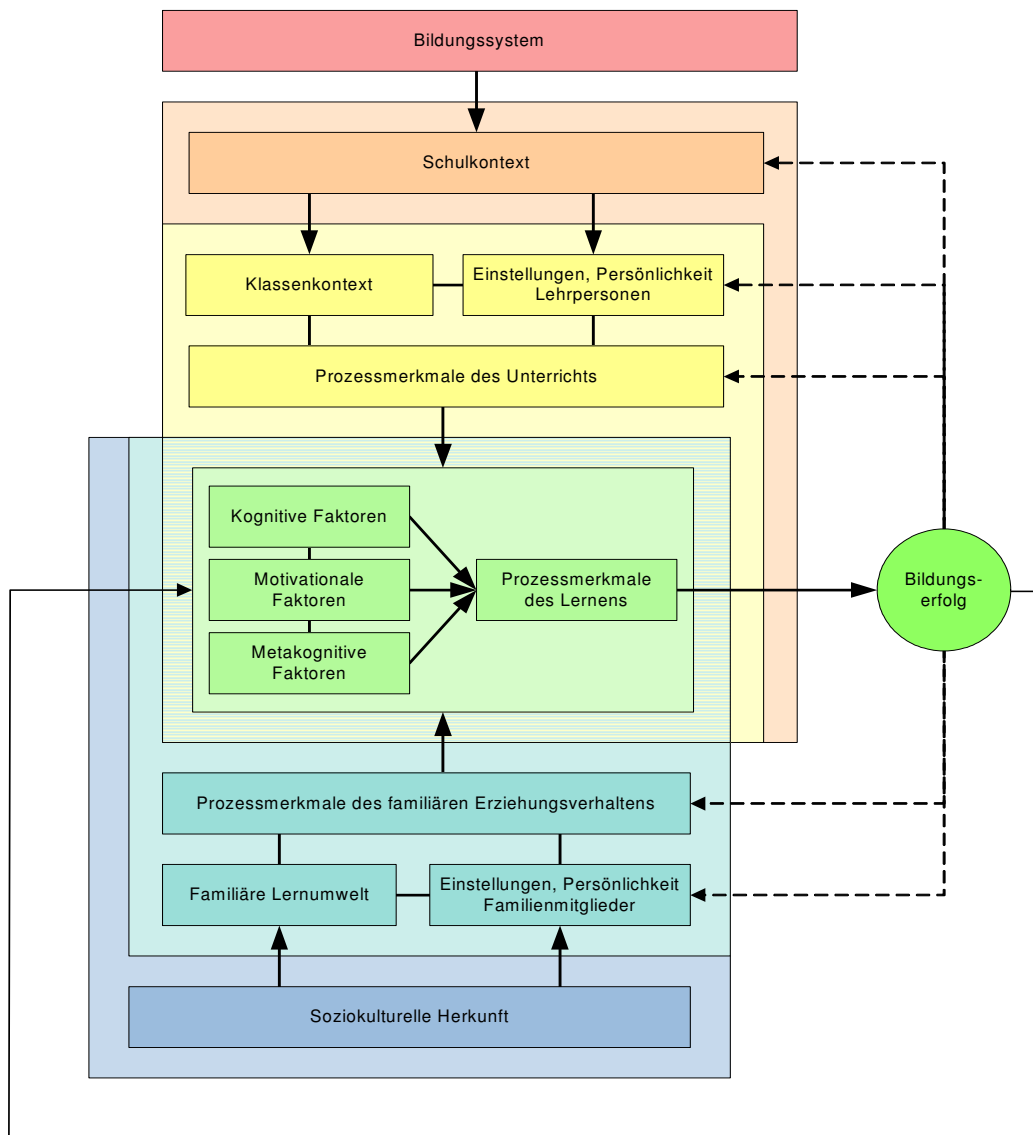 Bildungssystem
Schulkontext
Klassenkontext
Einstellungen, Persönlichkeit
Lehrpersonen
Prozessmerkmale des Unterrichts
Kognitive Faktoren
Motivationale
Faktoren
Metakognitive
Faktoren
Prozessmerkmale
des Lernens
Bildungs-
erfolg
Prozessmerkmale des familiären Erziehungsverhaltens
Familiäre Lernumwelt
Einstellungen, Persönlichkeit
Familienmitglieder
Soziokulturelle Herkunft